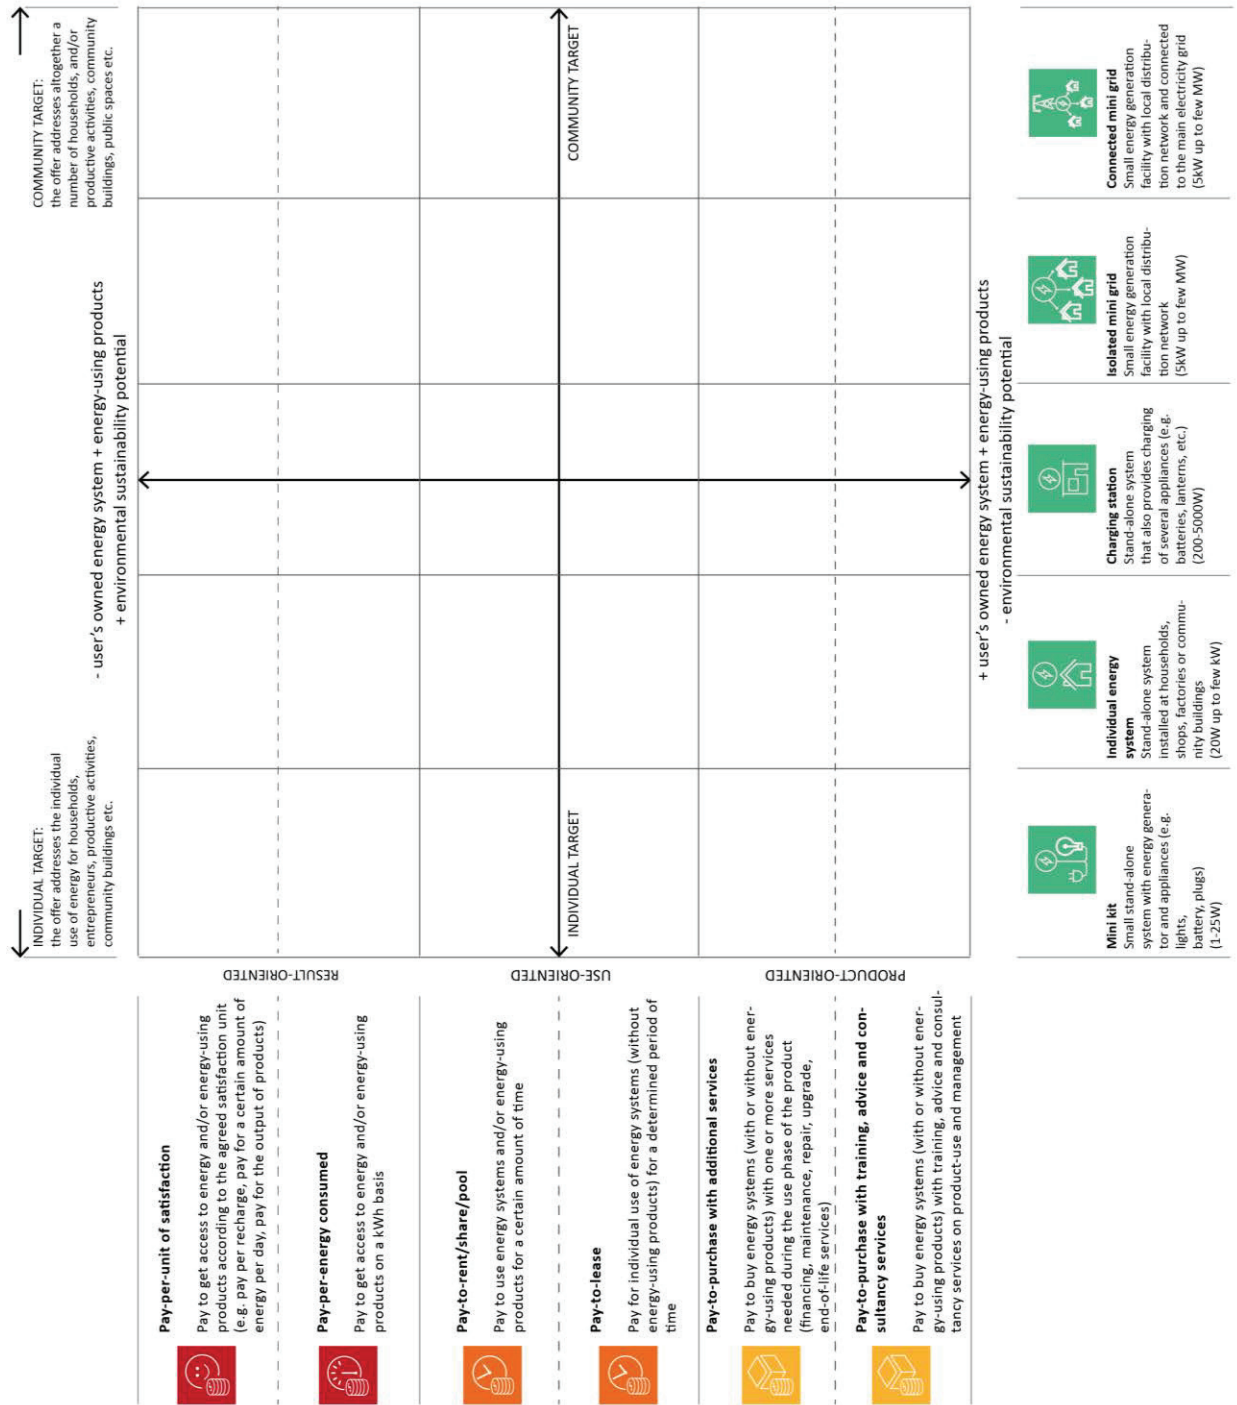 INDIVIDUAL TARGET:
the offer addresses the individual
use of energy for households,
entrepreneurs, productive activities,
community buildings etc.
COMMUNITY TARGET:
the offer addresses altogether a
number of households, and/or
productive activities, community
buildings, public spaces etc.
- user's owned energy system + energy-using products
+ environmental sustainability potential
Pay-per-unit of satisfaction
Pay to get access to energy and/or energy-using
products according to the agreed satisfaction unit
(e.g. pay per recharge, pay for a certain amount of
energy per day, pay for the output of products)
Pay-per-energy consumed
Pay to get access to energy and/or energy-using
products on a kWh basis
RESULT-ORIENTED
Pay-to-rent/share/pool
Pay to use energy systems and/or energy-using
products for a certain amount of time
Pay-to-lease
Pay for individual use of energy systems (without
energy-using products) for a determined period of
time
USE-ORIENTED
INDIVIDUAL TARGET
COMMUNITY TARGET
Pay-to-purchase with additional services
Pay to buy energy systems (with or without ener-
gy-using products) with one or more services
needed during the use phase of the product
(financing, maintenance, repair, upgrade,
end-of-life services)
Pay-to-purchase with training, advice and con-
sultancy services
Pay to buy energy systems (with or without ener-
gy-using products) with training, advice and consul-
tancy services on product-use and management
PRODUCT-ORIENTED
+ user's owned energy system + energy-using products
- environmental sustainability potential
Mini kit
Small stand-alone
system with energy genera-
tor and appliances (e.g.
lights,
battery, plugs)
(1-25W)
Individual energy
system
Stand-alone system
installed at households,
shops, factories or commu-
nity buildings
(20W up to few kW)
Charging station
Stand-alone system
that also provides charging
of several appliances (e.g.
batteries, lanterns, etc.)
(200-5000W)
Isolated mini grid
Small energy generation
facility with local distribu-
tion network
(5kW up to few MW)
Connected mini grid
Small energy generation
facility with local distribu-
tion network and connected
to the main electricity grid
(5kW up to few MW)